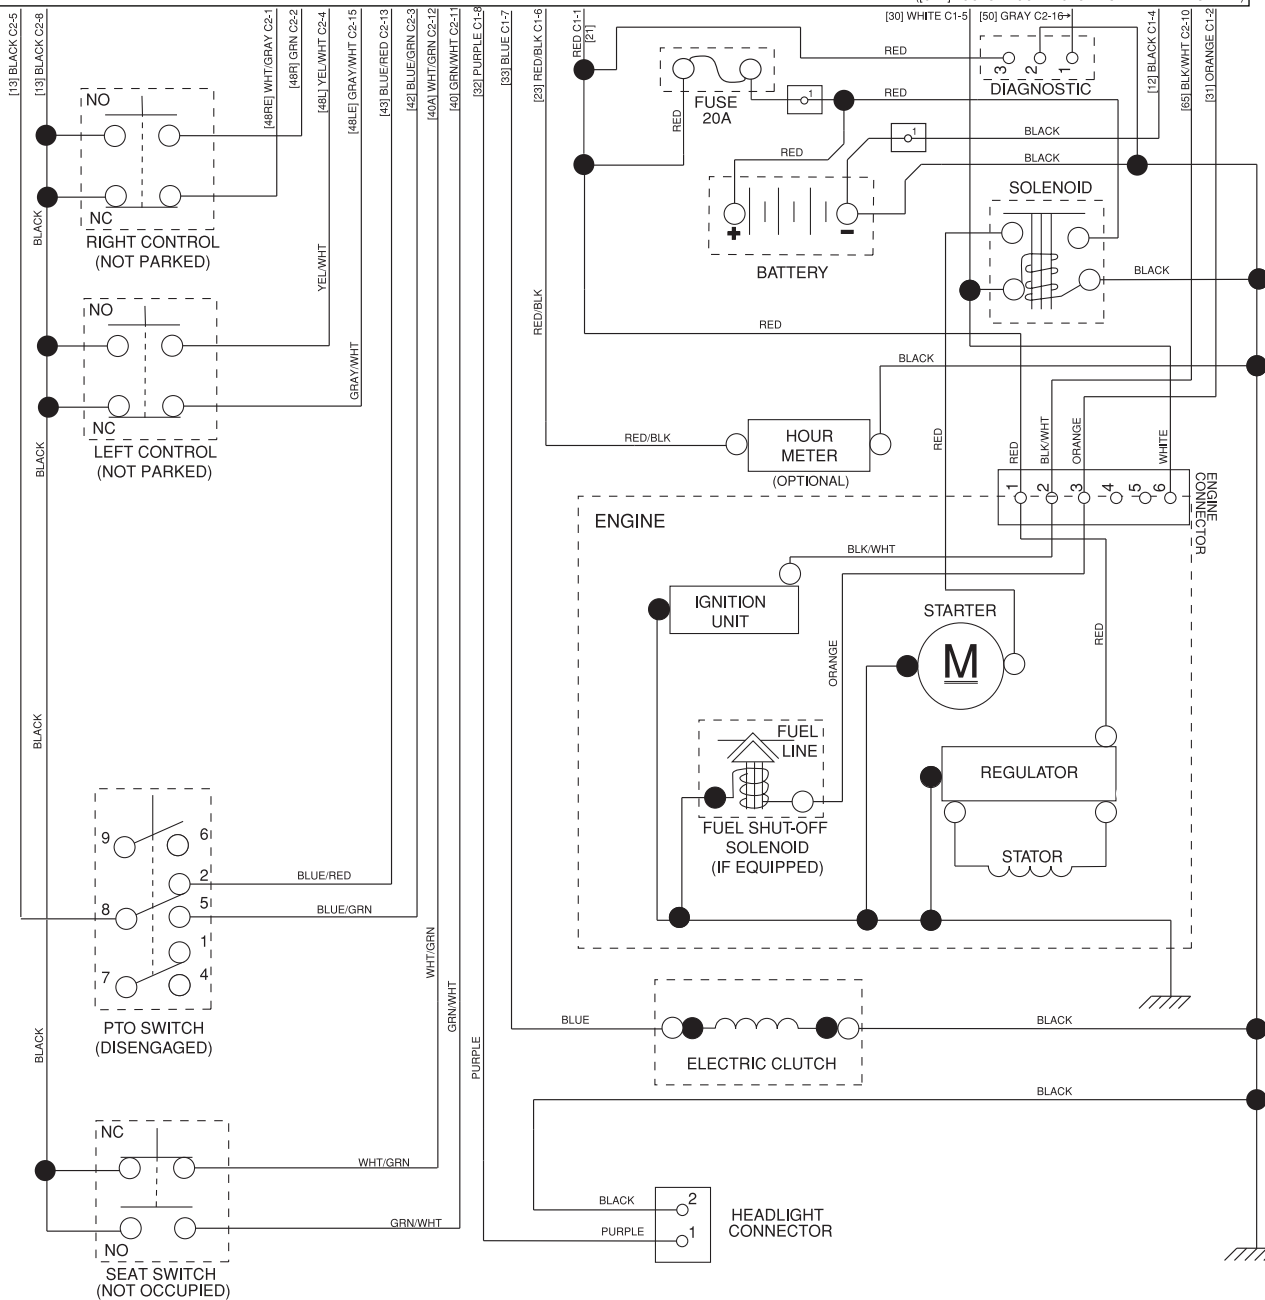 [13] BLACK C2-5
[13] BLACK C2-8
[48RE] WHT/GRAY C2-1
[48R] GRN C2-2
[48L] YEL/WHT C2-4
[48LE] GRAY/WHT C2-15
[43] BLUE/RED C2-13
[42] BLUE/GRN C2-3
[40A] WHT/GRN C2-12
[40] GRN/WHT C2-11
[32] PURPLE C1-8
[33] BLUE C1-7
[23] RED/BLK C1-6
RED C1-1
[21]
[30] WHITE C1-5
[50] GRAY C2-16
[12] BLACK C1-4
[65] BLK/WHT C2-10
[31] ORANGE C1-2
RED
3
2
1
DIAGNOSTIC
NO
NC
BLACK
RIGHT CONTROL
(NOT PARKED)
RED
FUSE
20A
1
RED
1
BLACK
RED
BLACK
+
-
BATTERY
SOLENOID
BLACK
YEL/WHT
NO
NC
GRAY/WHT
BLACK
LEFT CONTROL
(NOT PARKED)
RED/BLK
RED
BLACK
RED/BLK
HOUR
METER
(OPTIONAL)
RED
RED
BLK/WHT
ORANGE
WHITE
1
2
3
4
5
6
ENGINE
CONNECTOR
ENGINE
BLK/WHT
IGNITION
UNIT
ORANGE
STARTER
M
RED
FUEL
LINE
FUEL SHUT-OFF
SOLENOID
(IF EQUIPPED)
REGULATOR
STATOR
BLACK
9
6
2
8
5
1
7
4
BLUE/RED
BLUE/GRN
PTO SWITCH
(DISENGAGED)
WHT/GRN
GRN/WHT
PURPLE
BLUE
BLACK
ELECTRIC CLUTCH
BLACK
BLACK
NC
WHT/GRN
NO
GRN/WHT
SEAT SWITCH
(NOT OCCUPIED)
BLACK
2
PURPLE
1
HEADLIGHT
CONNECTOR